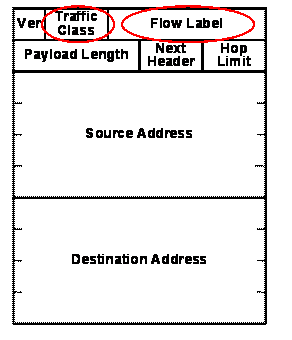 Ver Traffic Class Flow Label
Payload Length Next Header Hop Limit
Source Address
Destination Address